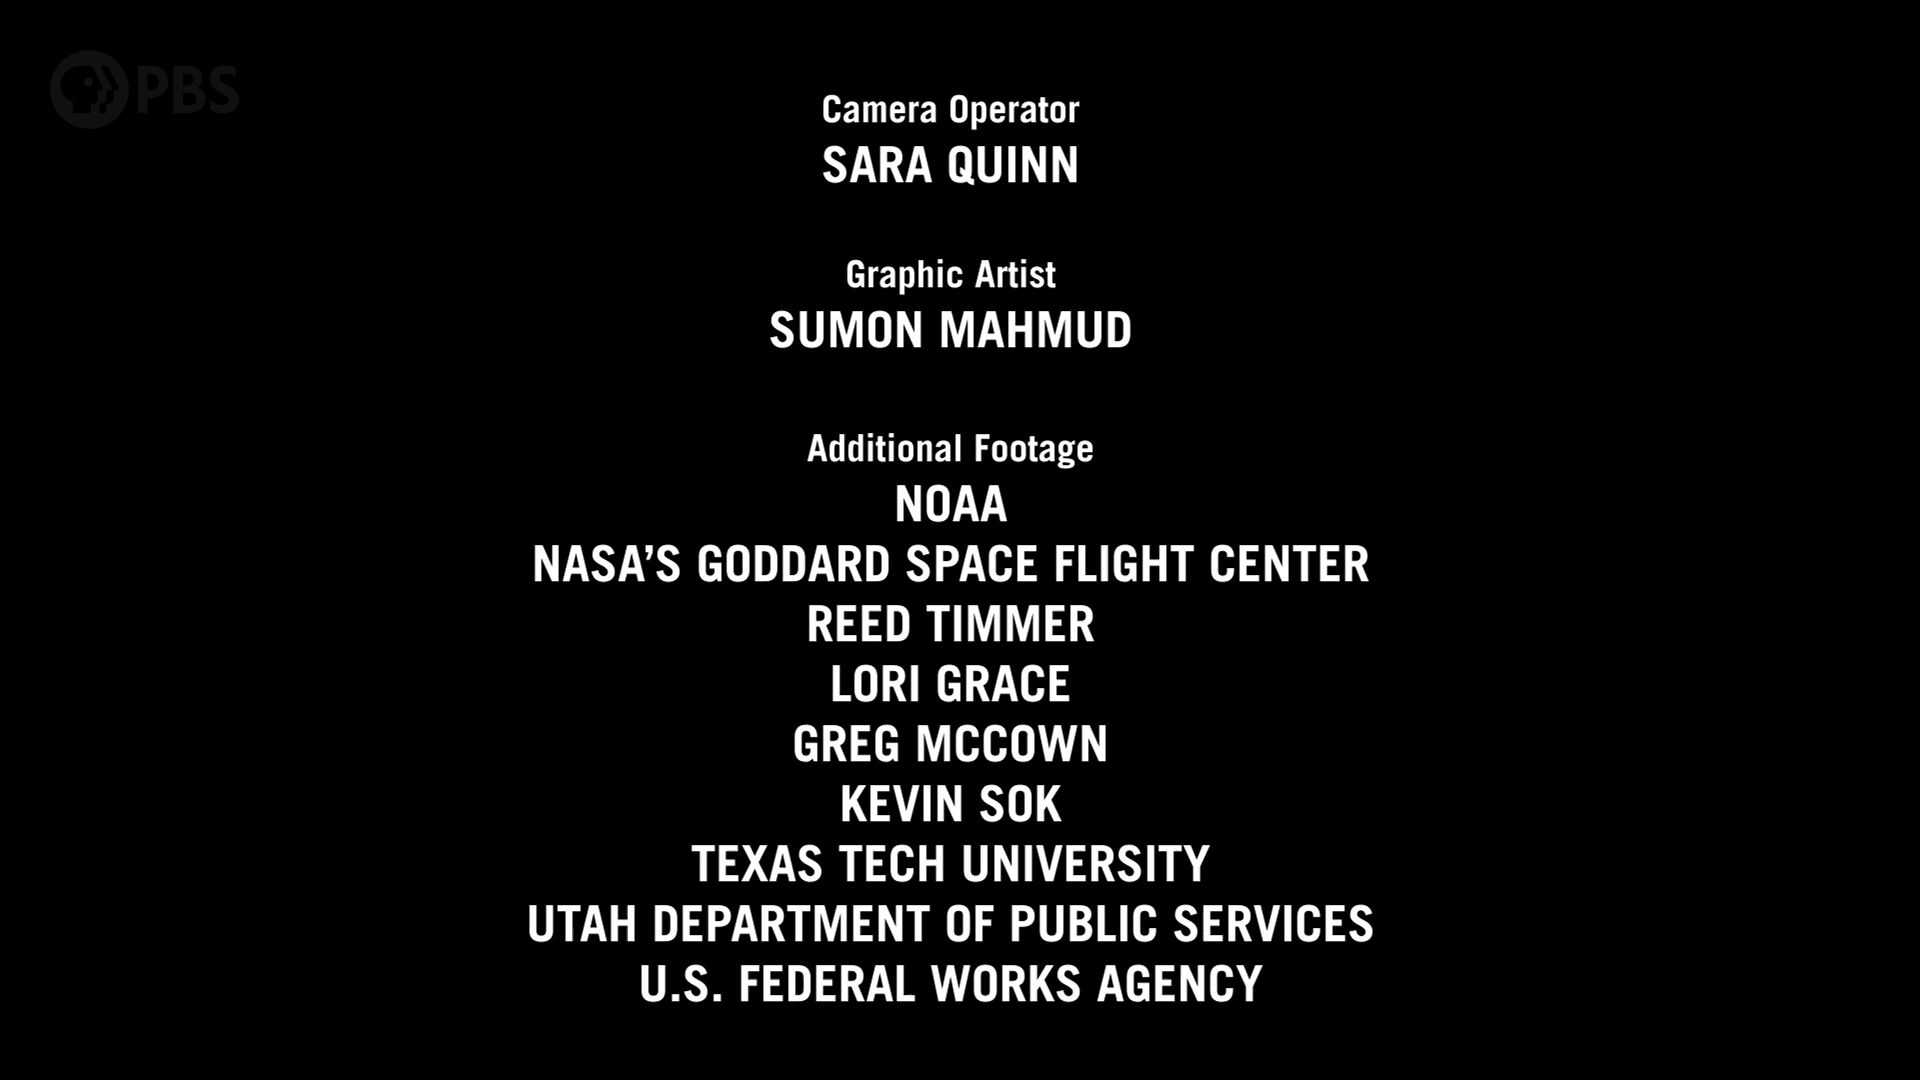 PBS
Camera Operator
SARA QUINN
Graphic Artist
SUMON MAHMUD
Additional Footage
NOAA
NASA’S GODDARD SPACE FLIGHT CENTER
REED TIMMER
LORI GRACE
GREG MCCOWN
KEVIN SOK
TEXAS TECH UNIVERSITY
UTAH DEPARTMENT OF PUBLIC SERVICES
U.S. FEDERAL WORKS AGENCY